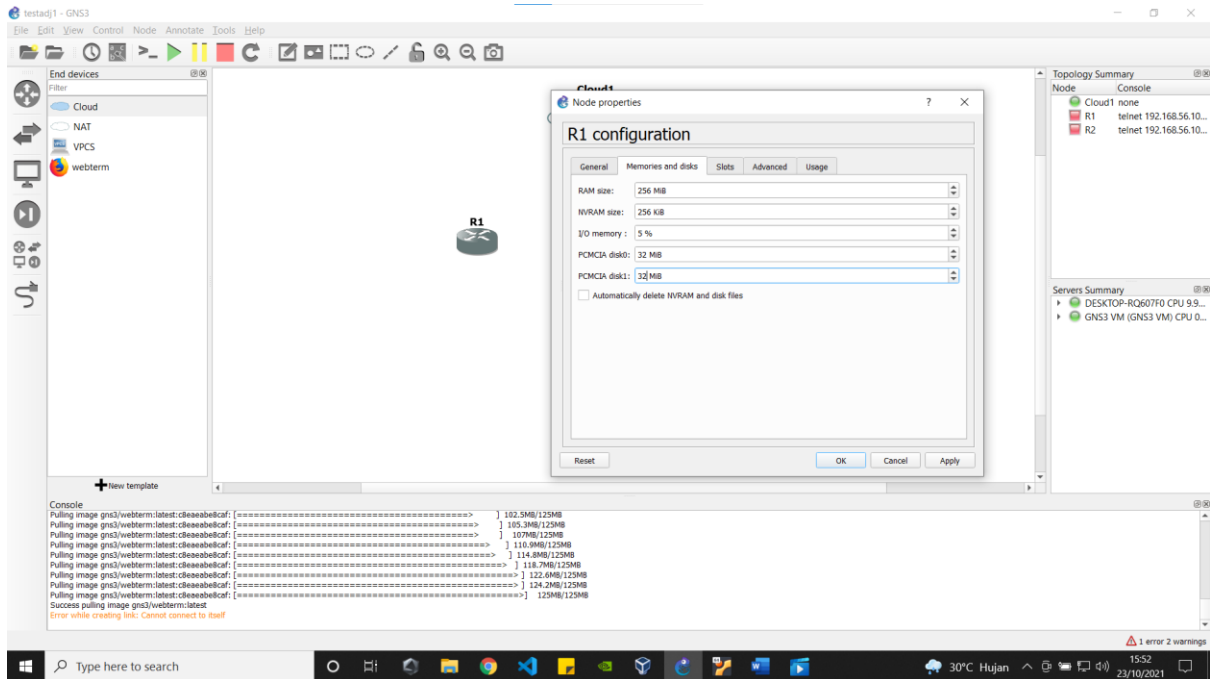 testadj1 - GNS3
File Edit View Control Node Annotate Tools Help
End devices
Filter
Cloud
NAT
VPCS
webterm
New template
Cloud1
R1
Node properties
?
R1 configuration
General Memories and disks Slots Advanced Usage
RAM size: 256 MiB
NVRAM size: 256 KiB
I/O memory : 5 %
PCMCIA disk0: 32 MiB
PCMCIA disk1: 32 MiB
Automatically delete NVRAM and disk files
Reset OK Cancel Apply
Topology Summary
Node Console
Cloud1 none
R1 telnet 192.168.56.10...
R2 telnet 192.168.56.10...
Servers Summary
DESKTOP-RQ607F0 CPU 9.9...
GNS3 VM (GNS3 VM) CPU 0...
Console
Pulling image gns3/webterm:latest:c8eaeabe8caf: [=============================================> ] 102.5MB/125MB
Pulling image gns3/webterm:latest:c8eaeabe8caf: [==============================================> ] 105.3MB/125MB
Pulling image gns3/webterm:latest:c8eaeabe8caf: [==============================================> ] 107MB/125MB
Pulling image gns3/webterm:latest:c8eaeabe8caf: [================================================> ] 110.9MB/125MB
Pulling image gns3/webterm:latest:c8eaeabe8caf: [=================================================> ] 114.8MB/125MB
Pulling image gns3/webterm:latest:c8eaeabe8caf: [===================================================> ] 118.7MB/125MB
Pulling image gns3/webterm:latest:c8eaeabe8caf: [=====================================================> ] 122.6MB/125MB
Pulling image gns3/webterm:latest:c8eaeabe8caf: [=====================================================> ] 124.2MB/125MB
Pulling image gns3/webterm:latest:c8eaeabe8caf: [======================================================>] 125MB/125MB
Success pulling image gns3/webterm:latest
Error while creating link: Cannot connect to itself
1 error 2 warnings
Type here to search
30°C Hujan
15:52
23/10/2021